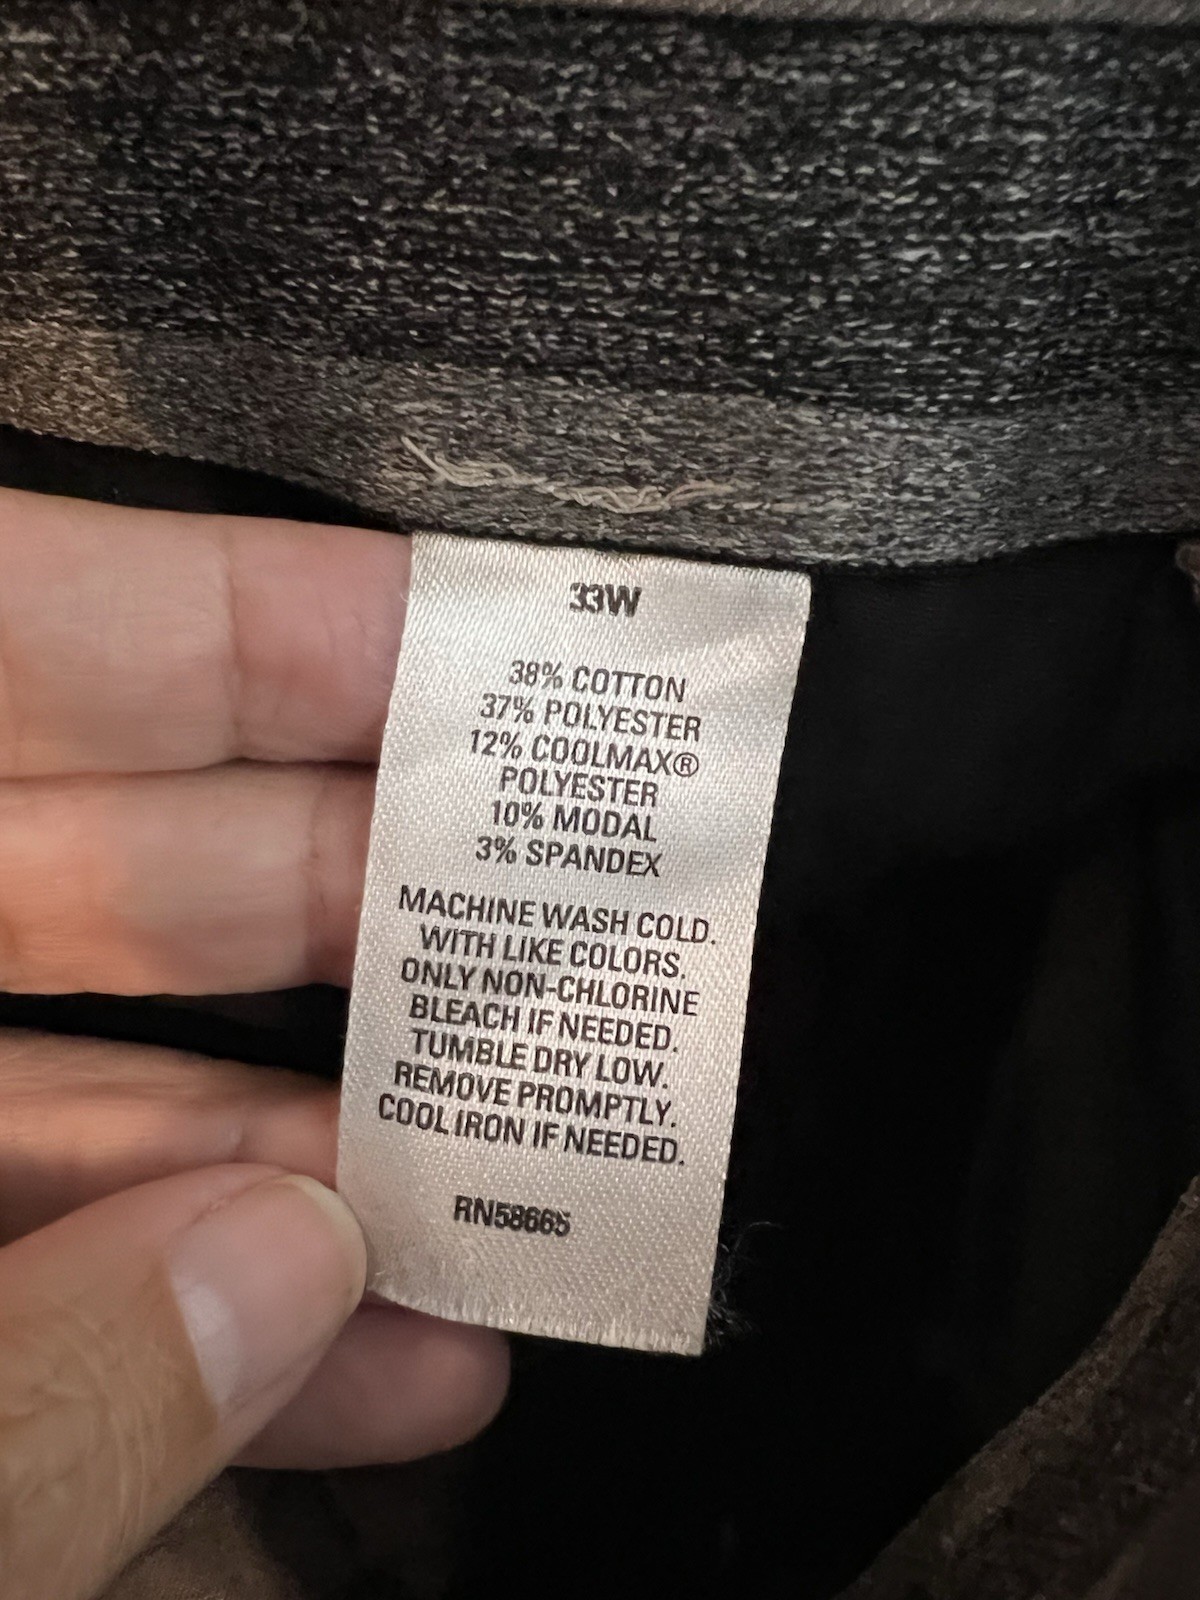 33W
38% COTTON
37% POLYESTER
12% COOLMAX®
POLYESTER
10% MODAL
3% SPANDEX
MACHINE WASH COLD.
WITH LIKE COLORS.
ONLY NON-CHLORINE
BLEACH IF NEEDED.
TUMBLE DRY LOW.
REMOVE PROMPTLY.
COOL IRON IF NEEDED.
RN58665